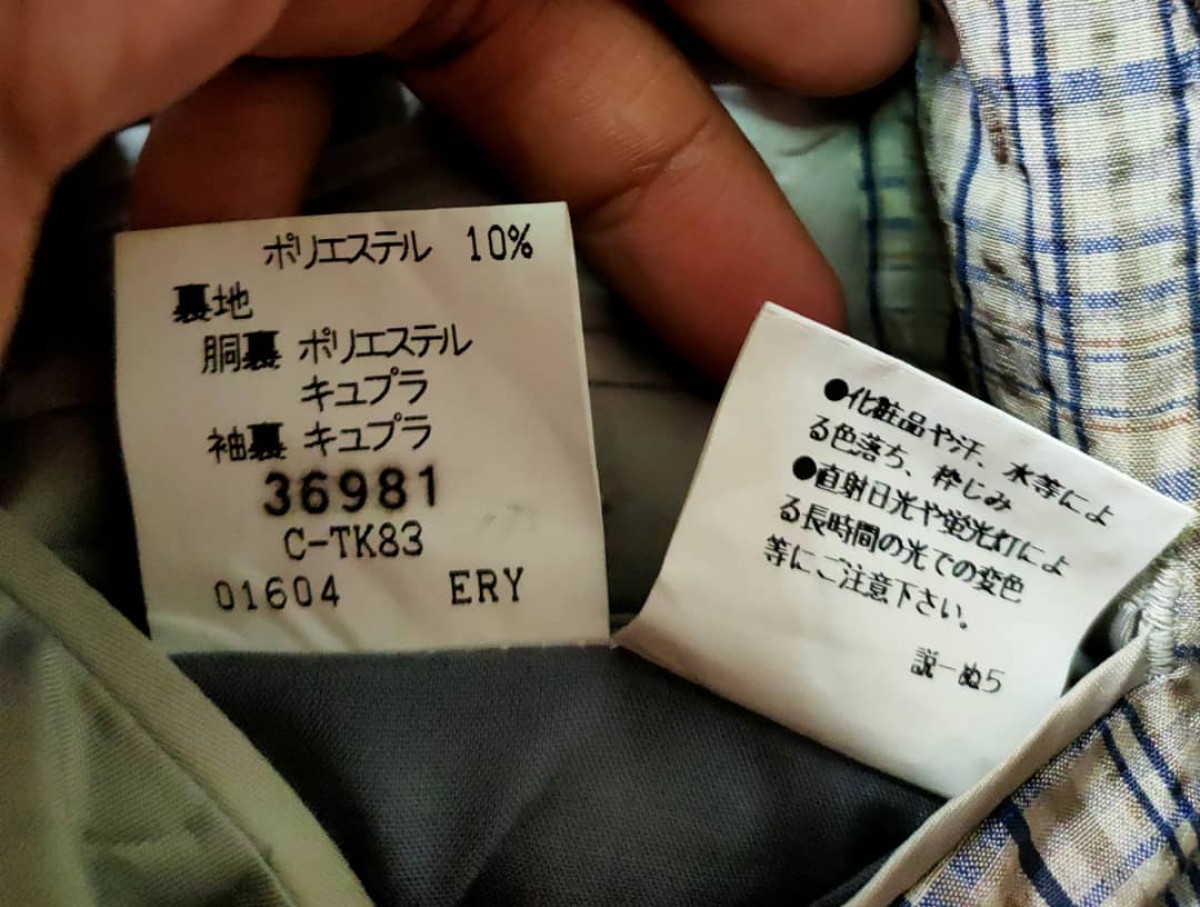 ポリエステル 10%
裏地
胴裏 ポリエステル
キュプラ
袖裏 キュプラ
36981
C-TK83
01604 ERY
●化粧品や汗、水等によ
る色落ち、枠じみ
●直射日光や蛍光灯によ
る長時間の光での変色
等にご注意下さい。
説ーぬ5